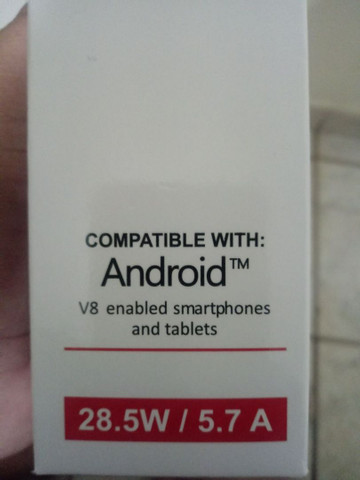 COMPATIBLE WITH:
Android™
V8 enabled smartphones
and tablets
28.5W / 5.7 A